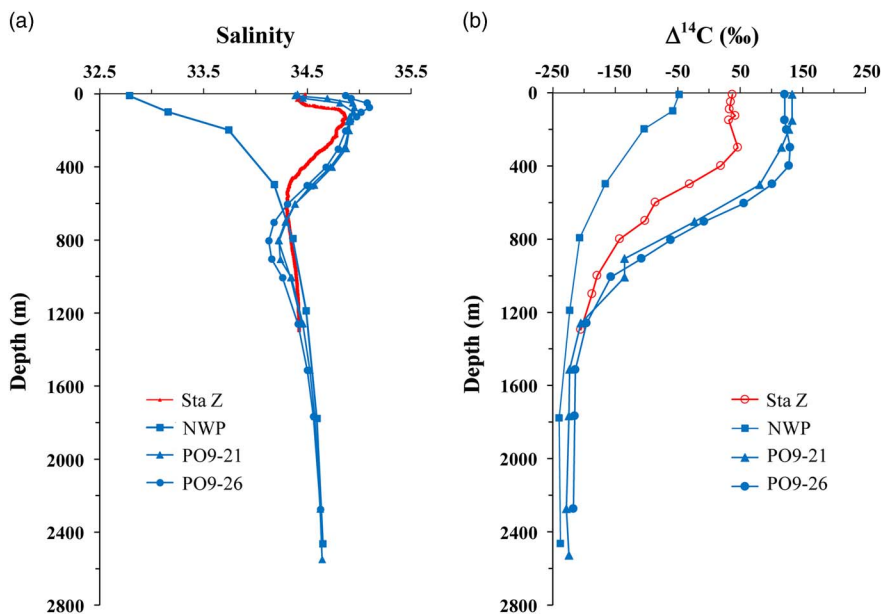 (a)
Salinity
32.5 33.5 34.5 35.5
0
400
800
1200
1600
2000
2400
2800
Depth (m)
Sta Z
NWP
PO9-21
PO9-26
(b)
Δ¹⁴C (‰)
-250 -150 -50 50 150 250
0
400
800
1200
1600
2000
2400
2800
Depth (m)
Sta Z
NWP
PO9-21
PO9-26